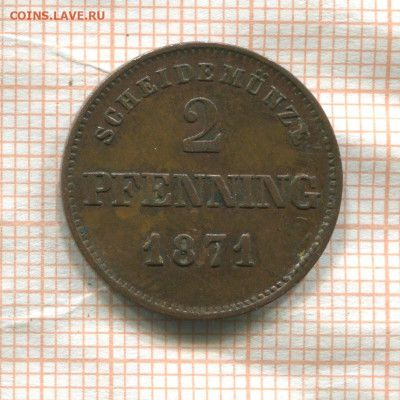 COINS.LAVE.RU
SCHEIDEMÜNZE
2
PFENNING
1871